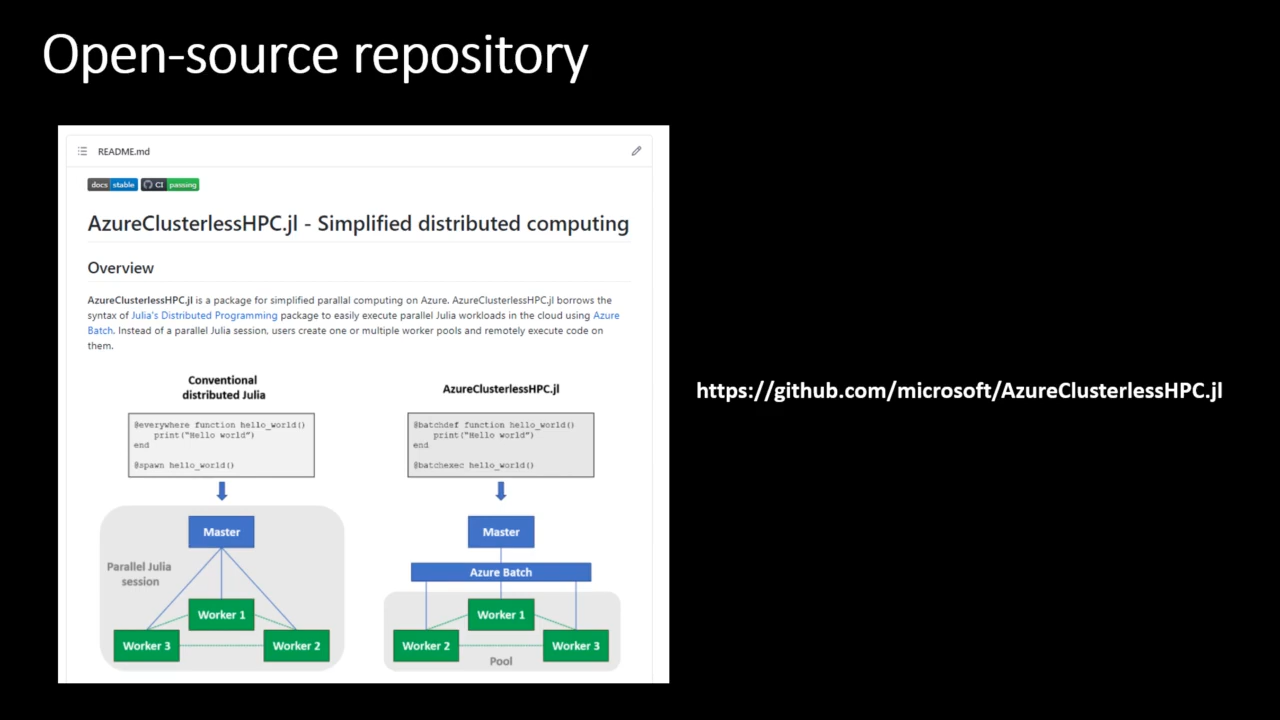 Open-source repository
README.md
docs stable CI passing
AzureClusterlessHPC.jl - Simplified distributed computing
Overview
AzureClusterlessHPC.jl is a package for simplified parallal computing on Azure. AzureClusterlessHPC.jl borrows the
syntax of Julia's Distributed Programming package to easily execute parallel Julia workloads in the cloud using Azure
Batch. Instead of a parallel Julia session, users create one or multiple worker pools and remotely execute code on
them.
Conventional
distributed Julia
@everywhere function hello_world()
print("Hello world")
end
@spawn hello_world()
Master
Parallel Julia
session
Worker 1
Worker 3
Worker 2
AzureClusterlessHPC.jl
@batchdef function hello_world()
print("Hello world")
end
@batchexec hello_world()
Master
Azure Batch
Worker 1
Worker 2
Worker 3
Pool
https://github.com/microsoft/AzureClusterlessHPC.jl